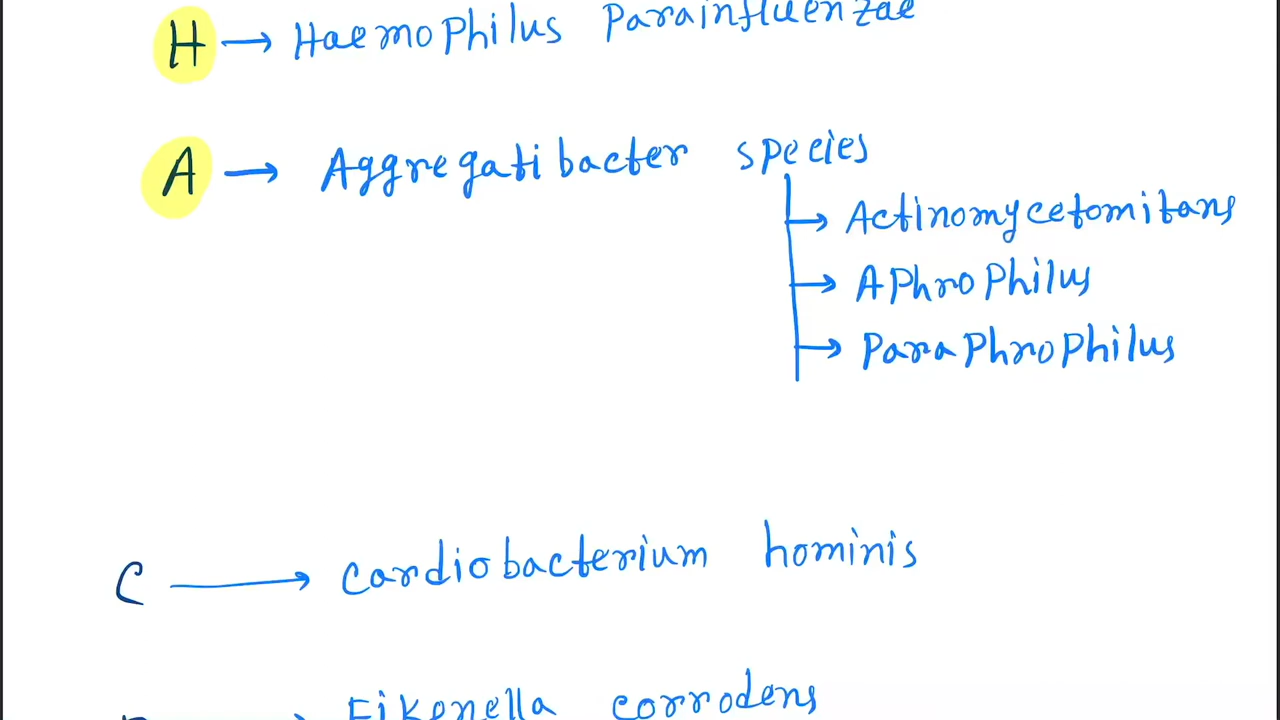 H → Haemophilus Parainfluenzae
A → Aggregatibacter species
→ Actinomycetomitans
→ Aphrophilus
→ Paraphrophilus
C → Cardiobacterium hominis
E → Eikenella corrodens